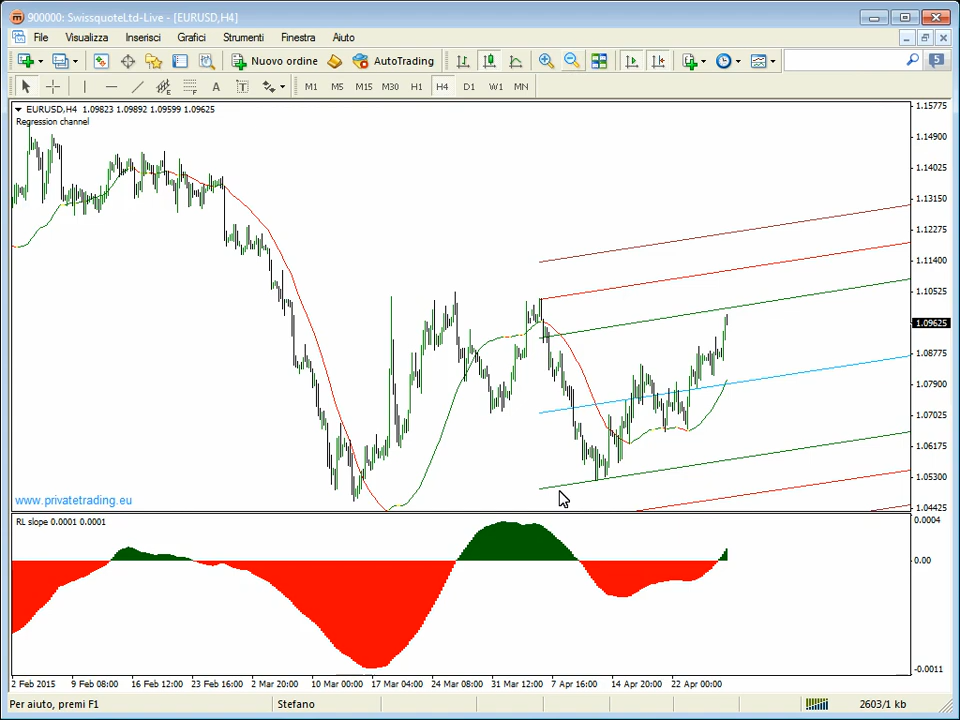 900000: SwissquoteLtd-Live - [EURUSD,H4]
File Visualizza Inserisci Grafici Strumenti Finestra Aiuto
Nuovo ordine AutoTrading 5
A T M1 M5 M15 M30 H1 H4 D1 W1 MN
EURUSD,H4 1.09823 1.09892 1.09599 1.09625
Regression channel
1.15775
1.14900
1.14025
1.13150
1.12275
1.11400
1.10525
1.09625
1.08775
1.07900
1.07025
1.06175
1.05300
1.04425
www.privatetrading.eu
RL slope 0.0001 0.0001
0.0004
0.00
-0.0011
2 Feb 2015 9 Feb 08:00 16 Feb 12:00 23 Feb 16:00 2 Mar 20:00 10 Mar 00:00 17 Mar 04:00 24 Mar 08:00 31 Mar 12:00 7 Apr 16:00 14 Apr 20:00 22 Apr 00:00
Per aiuto, premi F1 Stefano 2603/1 kb